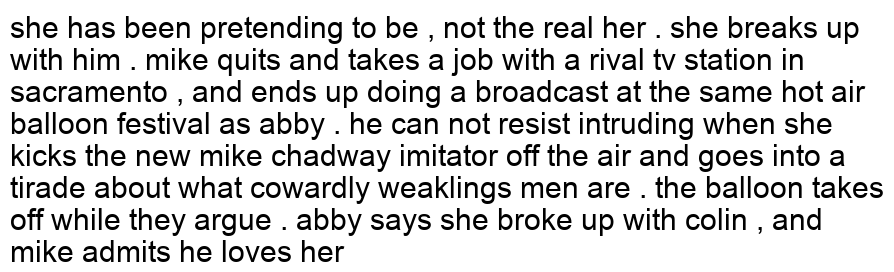 she has been pretending to be , not the real her . she breaks up
with him . mike quits and takes a job with a rival tv station in
sacramento , and ends up doing a broadcast at the same hot air
balloon festival as abby . he can not resist intruding when she
kicks the new mike chadway imitator off the air and goes into a
tirade about what cowardly weaklings men are . the balloon takes
off while they argue . abby says she broke up with colin , and
mike admits he loves her